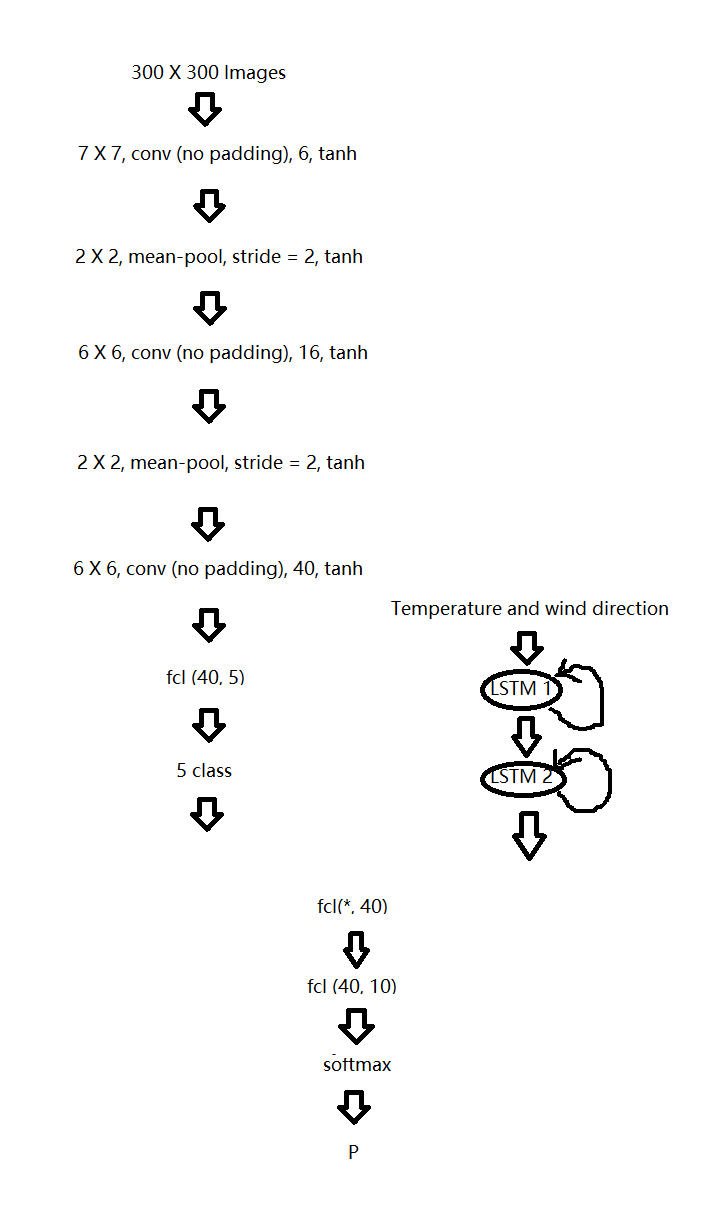 300 X 300 Images
7 X 7, conv (no padding), 6, tanh
2 X 2, mean-pool, stride = 2, tanh
6 X 6, conv (no padding), 16, tanh
2 X 2, mean-pool, stride = 2, tanh
6 X 6, conv (no padding), 40, tanh
fcl (40, 5)
5 class
Temperature and wind direction
LSTM 1
LSTM 2
fcl(*, 40)
fcl (40, 10)
softmax
P